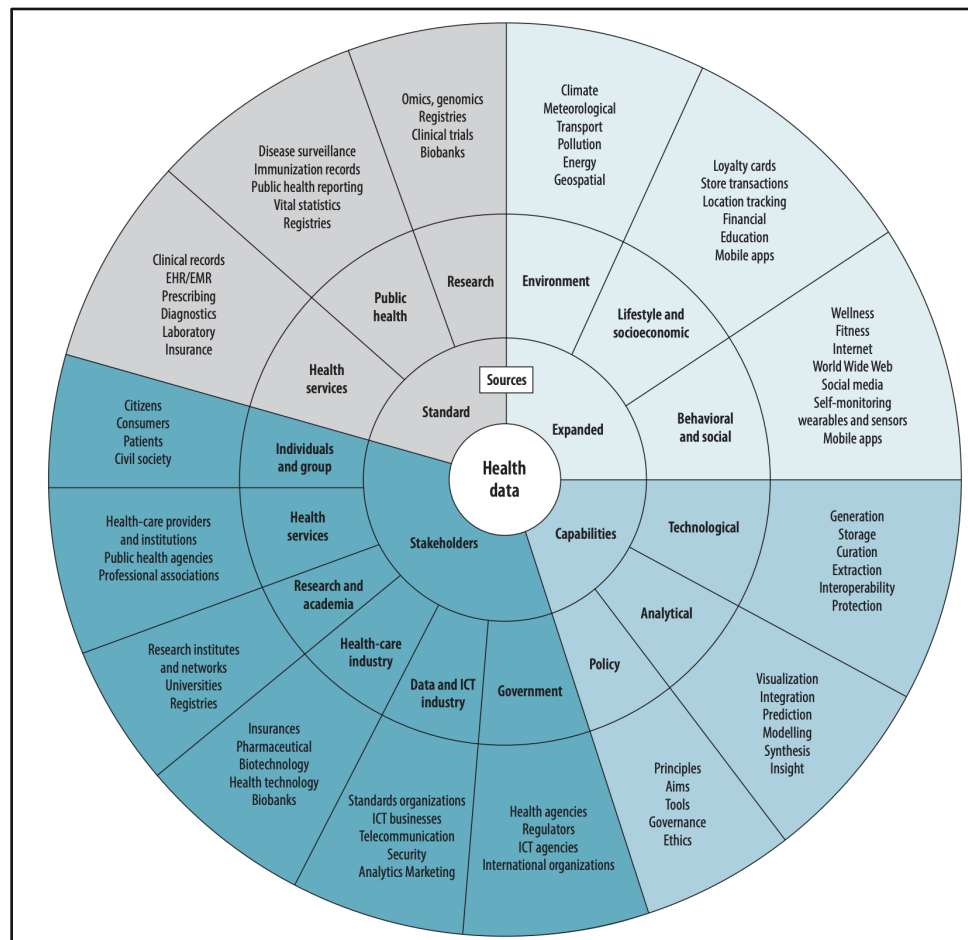 Health
data
Sources
Standard
Expanded
Capabilities
Stakeholders
Research
Omics, genomics
Registries
Clinical trials
Biobanks
Public
health
Disease surveillance
Immunization records
Public health reporting
Vital statistics
Registries
Health
services
Clinical records
EHR/EMR
Prescribing
Diagnostics
Laboratory
Insurance
Environment
Climate
Meteorological
Transport
Pollution
Energy
Geospatial
Lifestyle and
socioeconomic
Loyalty cards
Store transactions
Location tracking
Financial
Education
Mobile apps
Behavioral
and social
Wellness
Fitness
Internet
World Wide Web
Social media
Self-monitoring
wearables and sensors
Mobile apps
Technological
Generation
Storage
Curation
Extraction
Interoperability
Protection
Analytical
Visualization
Integration
Prediction
Modelling
Synthesis
Insight
Policy
Principles
Aims
Tools
Governance
Ethics
Government
Health agencies
Regulators
ICT agencies
International organizations
Data and ICT
industry
Standards organizations
ICT businesses
Telecommunication
Security
Analytics Marketing
Health-care
industry
Insurances
Pharmaceutical
Biotechnology
Health technology
Biobanks
Research and
academia
Research institutes
and networks
Universities
Registries
Health
services
Health-care providers
and institutions
Public health agencies
Professional associations
Individuals
and group
Citizens
Consumers
Patients
Civil society